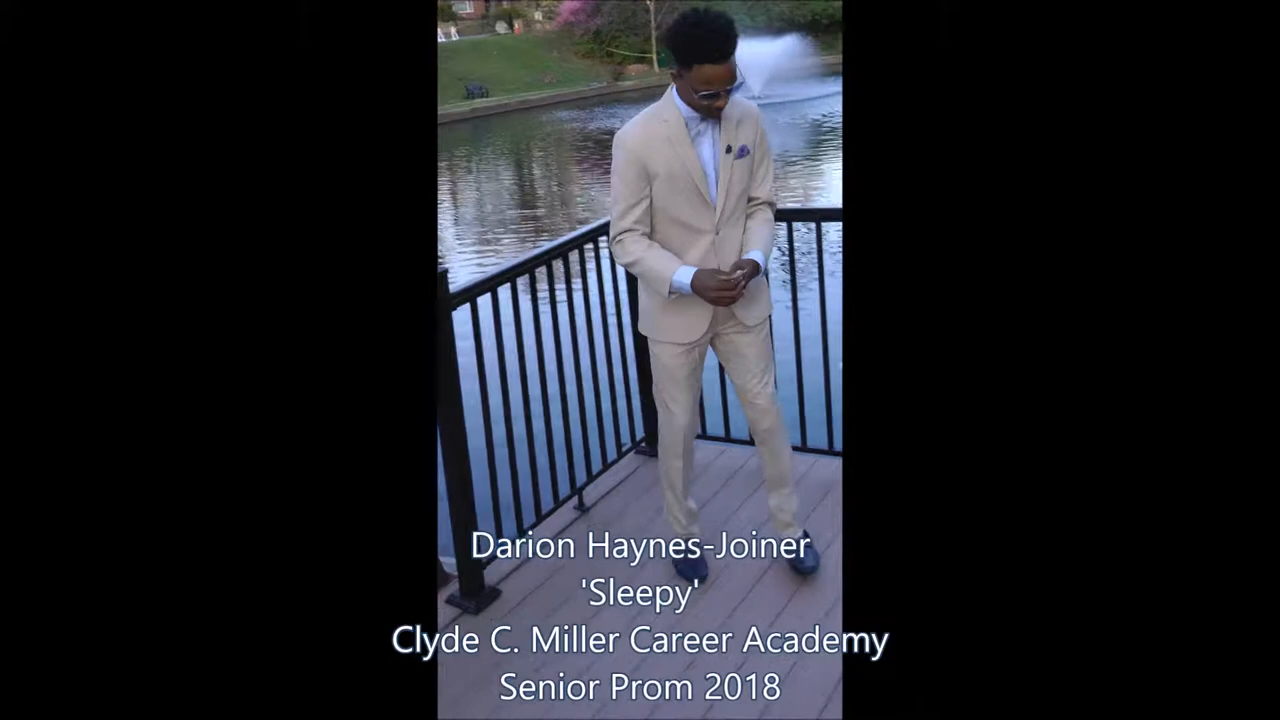 Darion Haynes-Joiner
'Sleepy'
Clyde C. Miller Career Academy
Senior Prom 2018